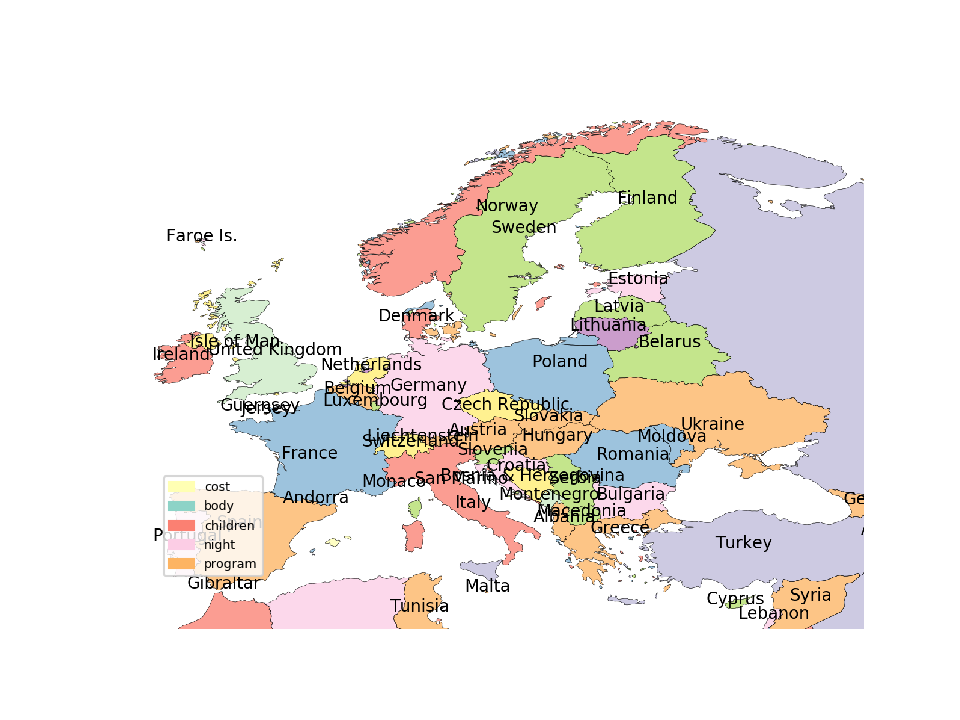 Norway
Finland
Sweden
Faroe Is.
Estonia
Latvia
Denmark
Lithuania
Isle of Man
Belarus
United Kingdom
Ireland
Poland
Netherlands
Germany
Belgium
Luxembourg
Czech Republic
Guernsey
Jersey
Slovakia
Ukraine
Austria
Liechtenstein
Hungary
Moldova
Switzerland
Slovenia
France
Romania
Croatia
Bosnia & Herzegovina
San Marino
Serbia
Monaco
Montenegro
Bulgaria
Andorra
Italy
Macedonia
Albania
Greece
Ge
Spain
Portugal
Turkey
Gibraltar
Malta
Syria
Cyprus
Tunisia
Lebanon
cost
body
children
night
program